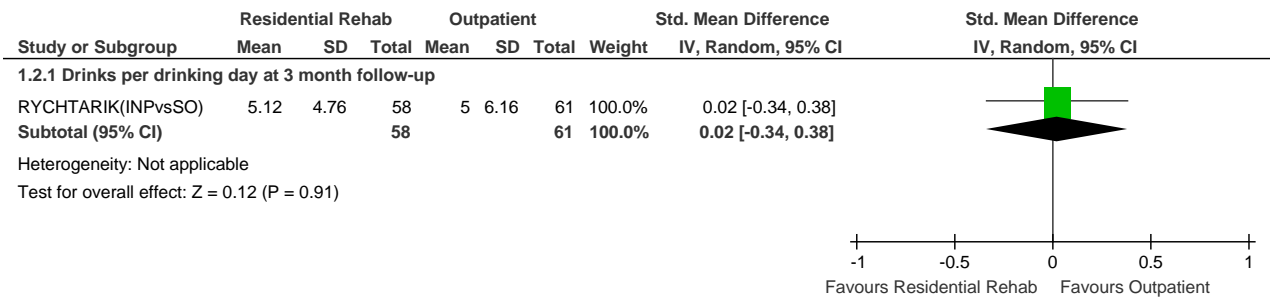 Residential Rehab Outpatient Std. Mean Difference Std. Mean Difference
Study or Subgroup Mean SD Total Mean SD Total Weight IV, Random, 95% CI IV, Random, 95% CI
1.2.1 Drinks per drinking day at 3 month follow-up
RYCHTARIK(INPvsSO) 5.12 4.76 58 5 6.16 61 100.0% 0.02 [-0.34, 0.38]
Subtotal (95% CI) 58 61 100.0% 0.02 [-0.34, 0.38]
Heterogeneity: Not applicable
Test for overall effect: Z = 0.12 (P = 0.91)
-1 -0.5 0 0.5 1
Favours Residential Rehab Favours Outpatient